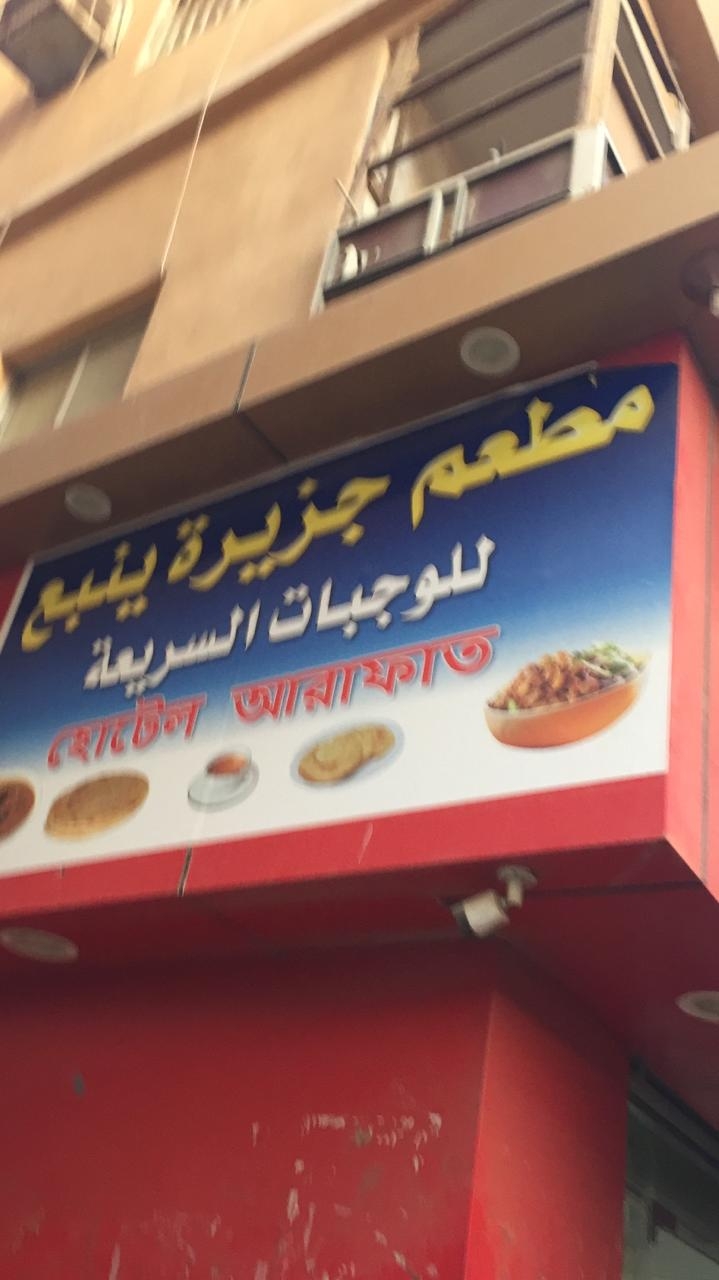 مطعم جزيرة ينبع
للوجبات السريعة
হোটেল আরাফাত